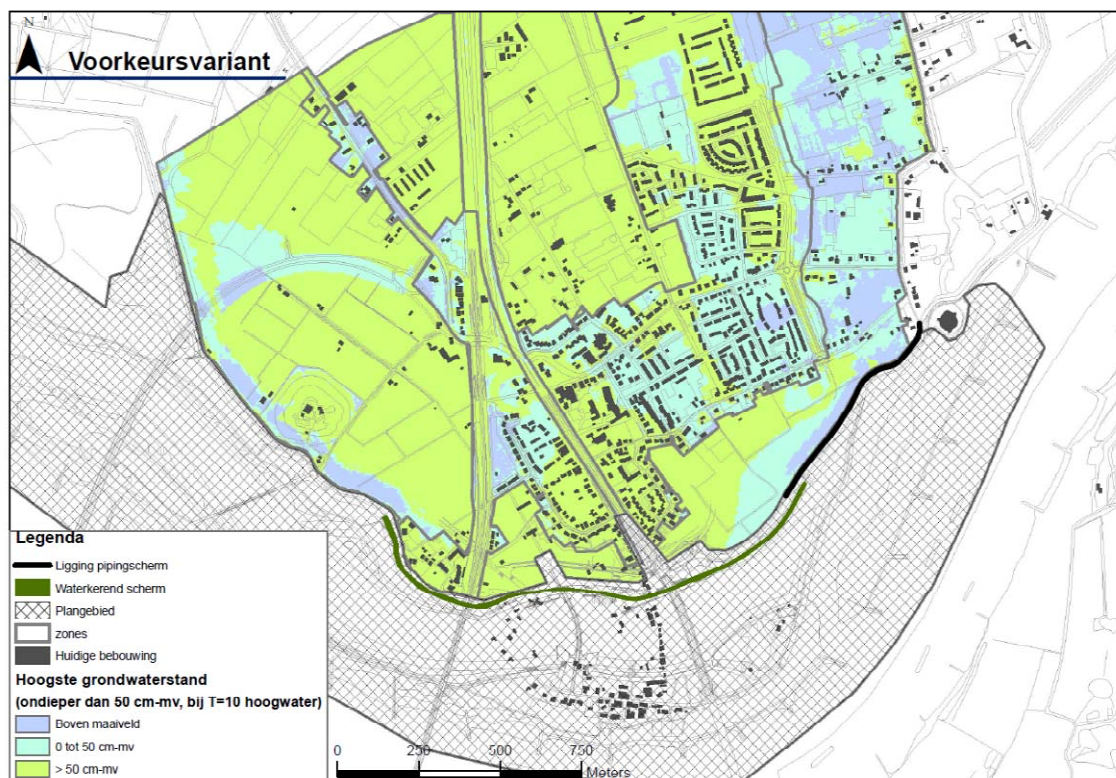 N
Voorkeursvariant
Legenda
Ligging pipingscherm
Waterkerend scherm
Plangebied
zones
Huidige bebouwing
Hoogste grondwaterstand
(ondieper dan 50 cm-mv, bij T=10 hoogwater)
Boven maaiveld
0 tot 50 cm-mv
> 50 cm-mv
0 250 500 750
Meters